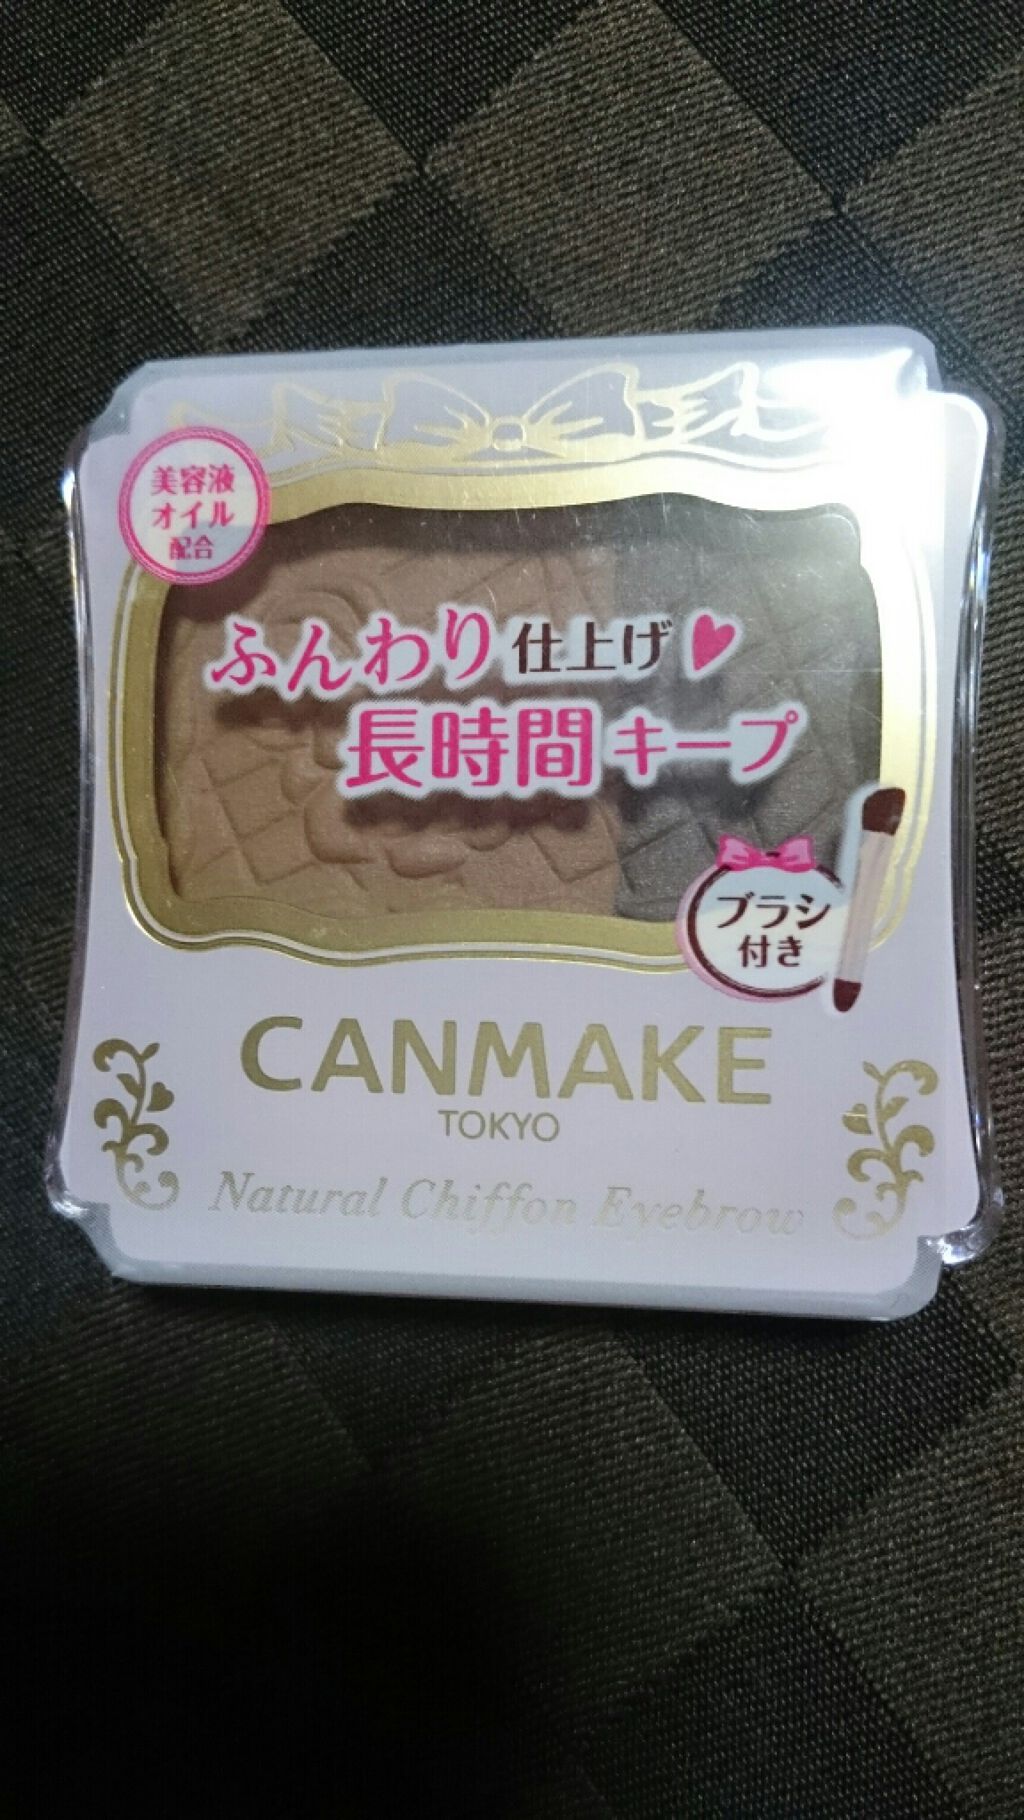 美容液
オイル
配合
ふんわり仕上げ♥
長時間キープ
ブラシ
付き
CANMAKE
TOKYO
Natural Chiffon Eyebrow